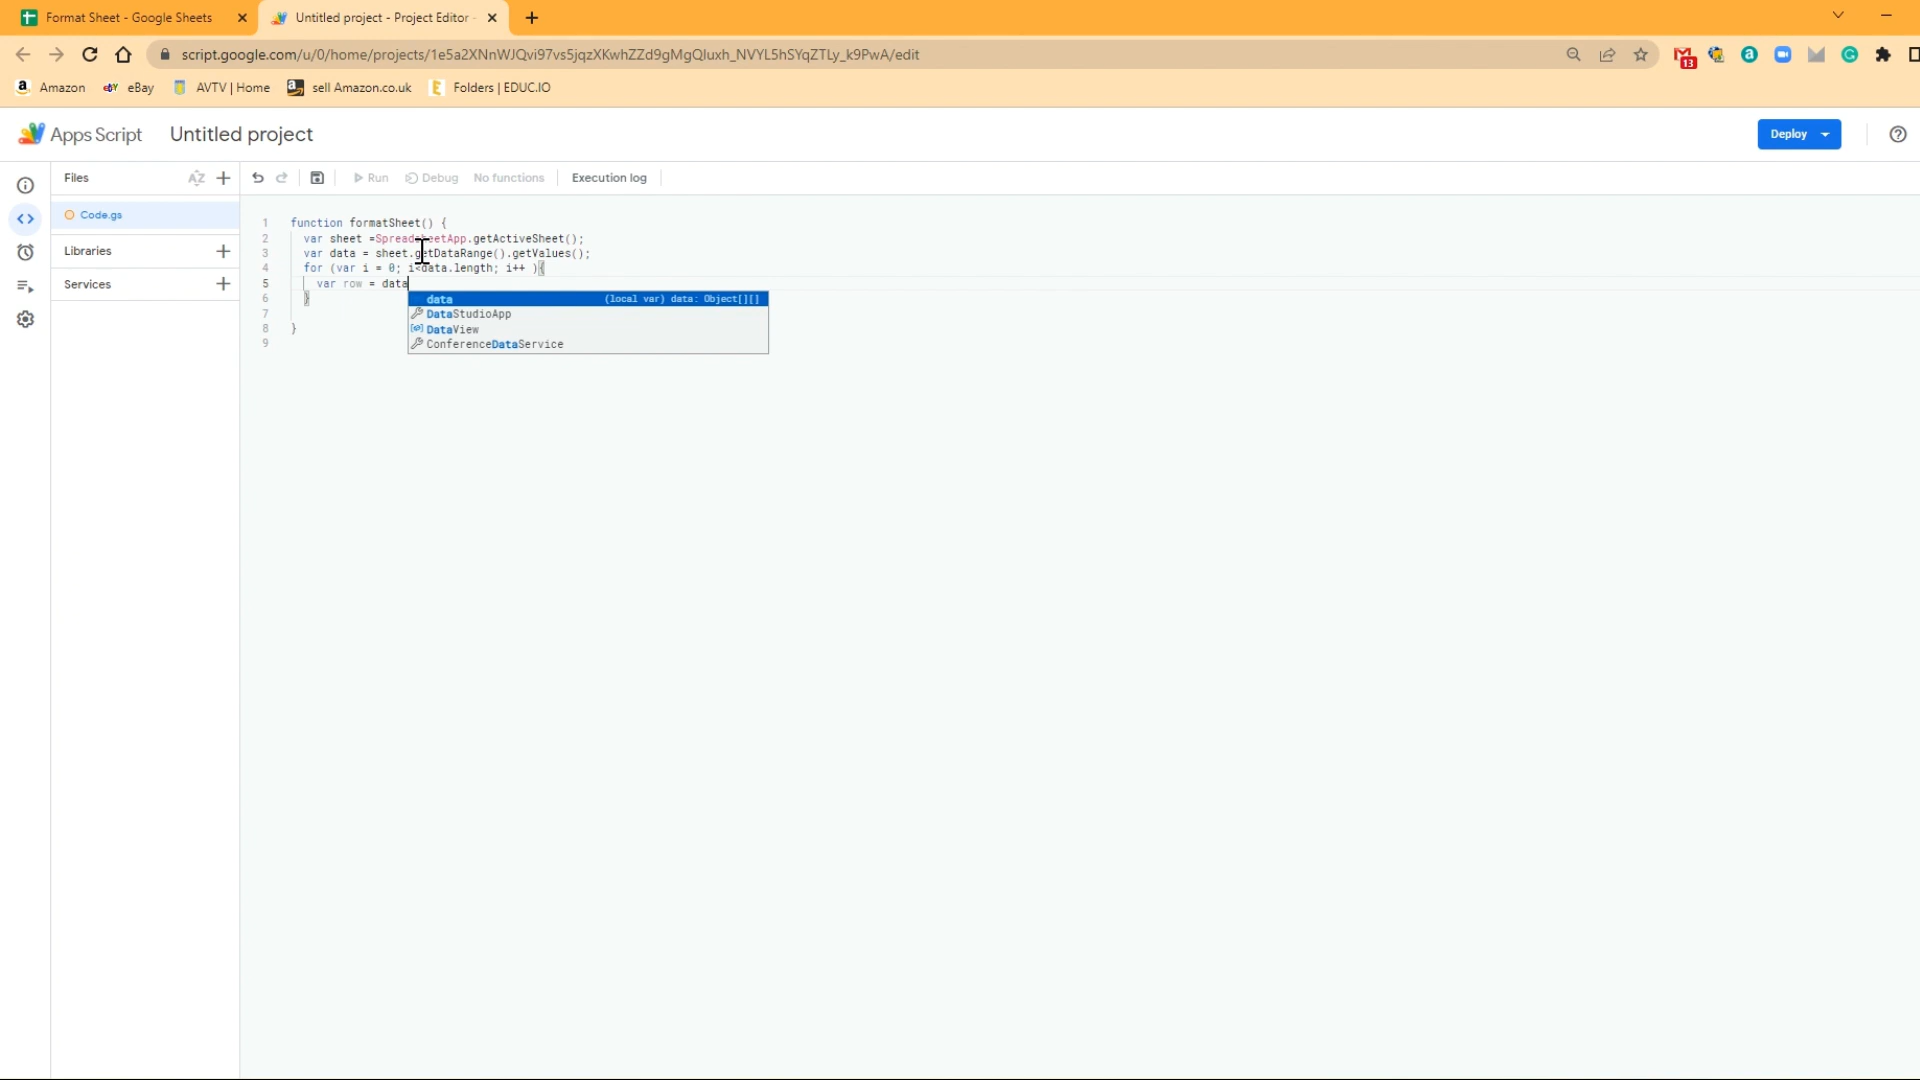 Format Sheet - Google Sheets
Untitled project - Project Editor -
script.google.com/u/0/home/projects/1e5a2XNnWJQvi97vs5jqzXKwhZZd9gMgQluxh_NVYL5hSYqZTLy_k9PwA/edit
13
Amazon
eBay
AVTV | Home
sell Amazon.co.uk
Folders | EDUC.IO
Apps Script
Untitled project
Deploy
Files
AZ
Run
Debug
No functions
Execution log
Code.gs
Libraries
Services
1 function formatSheet() {
2 var sheet =SpreadsheetApp.getActiveSheet();
3 var data = sheet.getDataRange().getValues();
4 for (var i = 0; i<data.length; i++ ){
5 var row = data
6 }
7
8 }
9
data (local var) data: Object[][]
DataStudioApp
DataView
ConferenceDataService